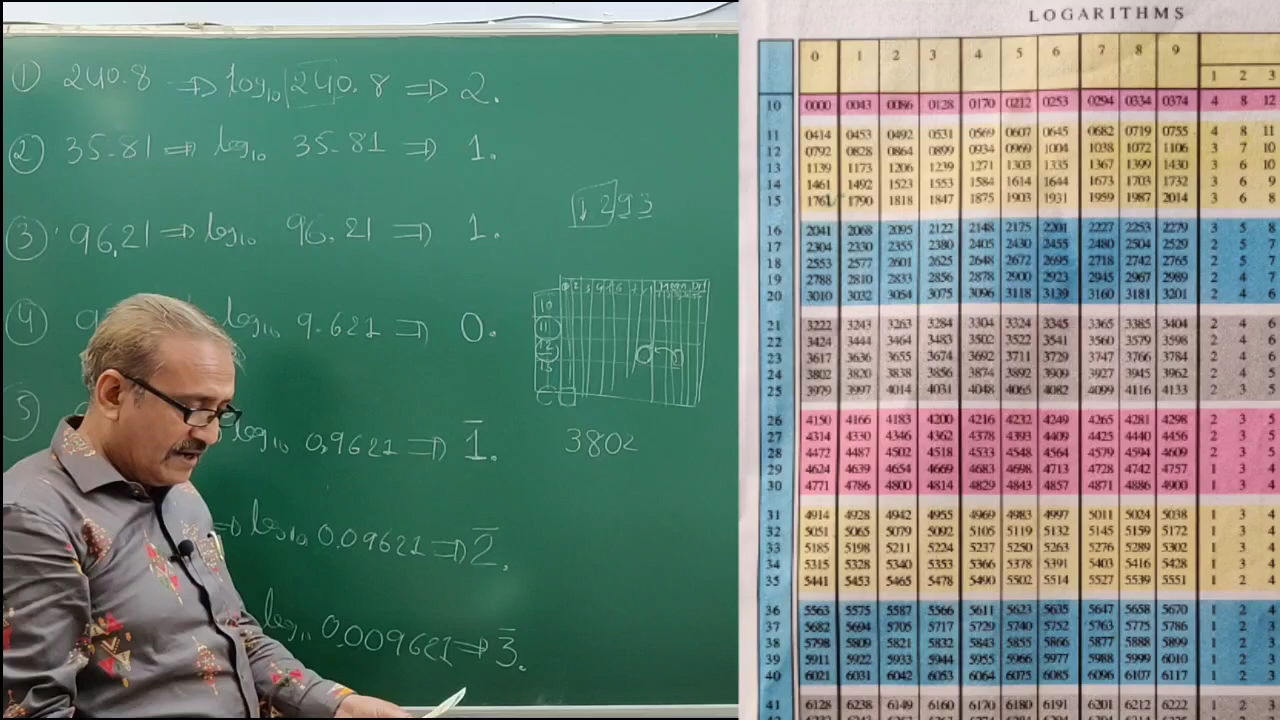 1) 240.8 ⇒ log₁₀ 240.8 ⇒ 2.
2) 35.81 ⇒ log₁₀ 35.81 ⇒ 1.
3) 96.21 ⇒ log₁₀ 96.21 ⇒ 1.
4) 9 log 9.621 ⇒ 0.
5 log₁₀ 0.9621 ⇒ 1̅.
⇒ log₁₀ 0.09621 ⇒ 2̅.
log₁₀ 0.009621 ⇒ 3̅.
1.293
380
LOGARITHMS
0 1 2 3 4 5 6 7 8 9 1 2 3
10 0000 0043 0086 0128 0170 0212 0253 0294 0334 0374 4 8 12
11 0414 0453 0492 0531 0569 0607 0645 0682 0719 0755 4 8 11
12 0792 0828 0864 0899 0934 0969 1004 1038 1072 1106 3 7 10
13 1139 1173 1206 1239 1271 1303 1335 1367 1399 1430 3 6 10
14 1461 1492 1523 1553 1584 1614 1644 1673 1703 1732 3 6 9
15 1761 1790 1818 1847 1875 1903 1931 1959 1987 2014 3 6 8
16 2041 2068 2095 2122 2148 2175 2201 2227 2253 2279 3 5 8
17 2304 2330 2355 2380 2405 2430 2455 2480 2504 2529 2 5 7
18 2553 2577 2601 2625 2648 2672 2695 2718 2742 2765 2 5 7
19 2788 2810 2833 2856 2878 2900 2923 2945 2967 2989 2 4 7
20 3010 3032 3054 3075 3096 3118 3139 3160 3181 3201 2 4 6
21 3222 3243 3263 3284 3304 3324 3345 3365 3385 3404 2 4 6
22 3424 3444 3464 3483 3502 3522 3541 3560 3579 3598 2 4 6
23 3617 3636 3655 3674 3692 3711 3729 3747 3766 3784 2 4 6
24 3802 3820 3838 3856 3874 3892 3909 3927 3945 3962 2 4 5
25 3979 3997 4014 4031 4048 4065 4082 4099 4116 4133 2 3 5
26 4150 4166 4183 4200 4216 4232 4249 4265 4281 4298 2 3 5
27 4314 4330 4346 4362 4378 4393 4409 4425 4440 4456 2 3 5
28 4472 4487 4502 4518 4533 4548 4564 4579 4594 4609 2 3 5
29 4624 4639 4654 4669 4683 4698 4713 4728 4742 4757 1 3 4
30 4771 4786 4800 4814 4829 4843 4857 4871 4886 4900 1 3 4
31 4914 4928 4942 4955 4969 4983 4997 5011 5024 5038 1 3 4
32 5051 5065 5079 5092 5105 5119 5132 5145 5159 5172 1 3 4
33 5185 5198 5211 5224 5237 5250 5263 5276 5289 5302 1 3 4
34 5315 5328 5340 5353 5366 5378 5391 5403 5416 5428 1 3 4
35 5441 5453 5465 5478 5490 5502 5514 5527 5539 5551 1 2 4
36 5563 5575 5587 5566 5611 5623 5635 5647 5658 5670 1 2 4
37 5682 5694 5705 5717 5729 5740 5752 5763 5775 5786 1 2 3
38 5798 5809 5821 5832 5843 5855 5866 5877 5888 5899 1 2 3
39 5911 5922 5933 5944 5955 5966 5977 5988 5999 6010 1 2 3
40 6021 6031 6042 6053 6064 6075 6085 6096 6107 6117 1 2 3
41 6128 6238 6149 6160 6170 6180 6191 6201 6212 6222 1 2 3